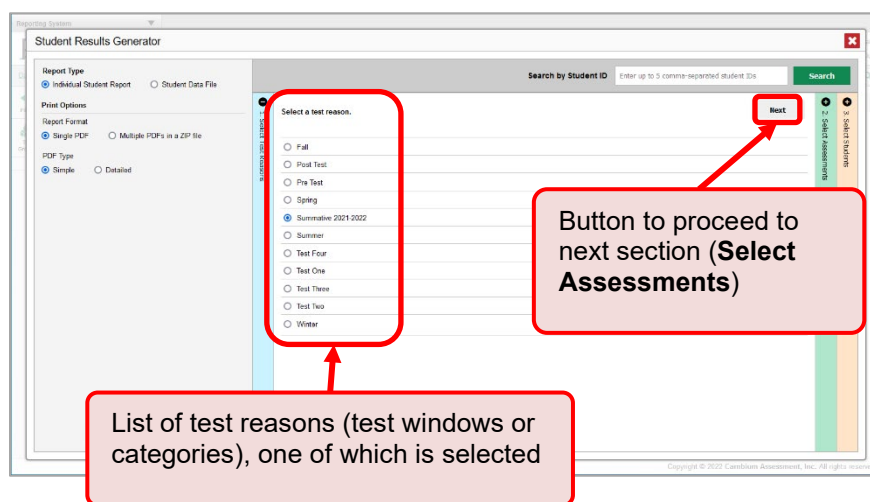 Reporting System
Student Results Generator
Report Type
Individual Student Report Student Data File
Print Options
Report Format
Single PDF Multiple PDFs in a ZIP file
PDF Type
Simple Detailed
Search by Student ID Enter up to 3 comma-separated student IDs Search
1. Select Test Reasons
Select a test reason.
Next
Fall
Post Test
Pre Test
Spring
Summative 2021-2022
Summer
Test Four
Test One
Test Three
Test Two
Winter
2. Select Assessments
3. Select Students
Button to proceed to
next section (Select
Assessments)
List of test reasons (test windows or
categories), one of which is selected
Copyright © 2022 Cambium Assessment, Inc. All rights reserve